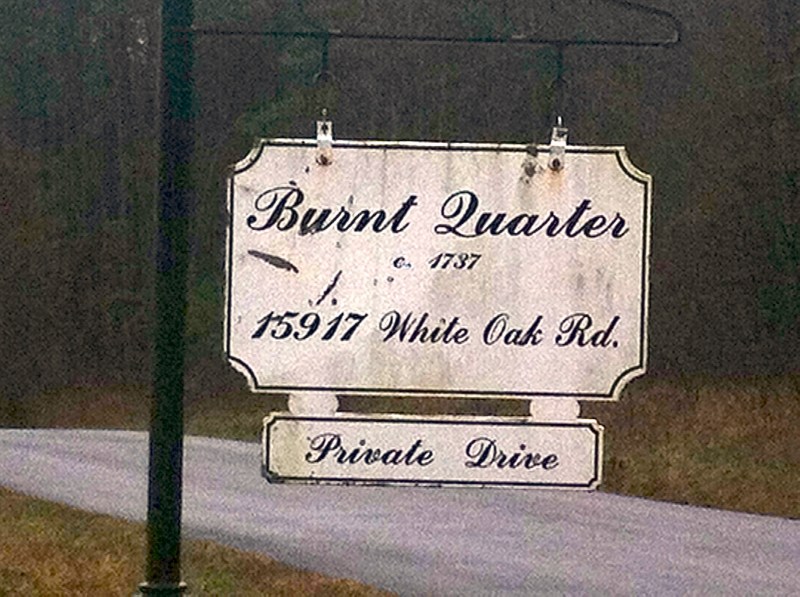 Burnt Quarter
c. 1737
15917 White Oak Rd.
Private Drive